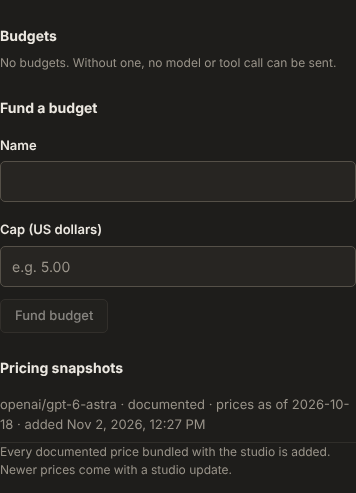 Budgets
No budgets. Without one, no model or tool call can be sent.
Fund a budget
Name
Cap (US dollars)
e.g. 5.00
Fund budget
Pricing snapshots
openai/gpt-6-astra · documented · prices as of 2026-10-
18 · added Nov 2, 2026, 12:27 PM
Every documented price bundled with the studio is added.
Newer prices come with a studio update.